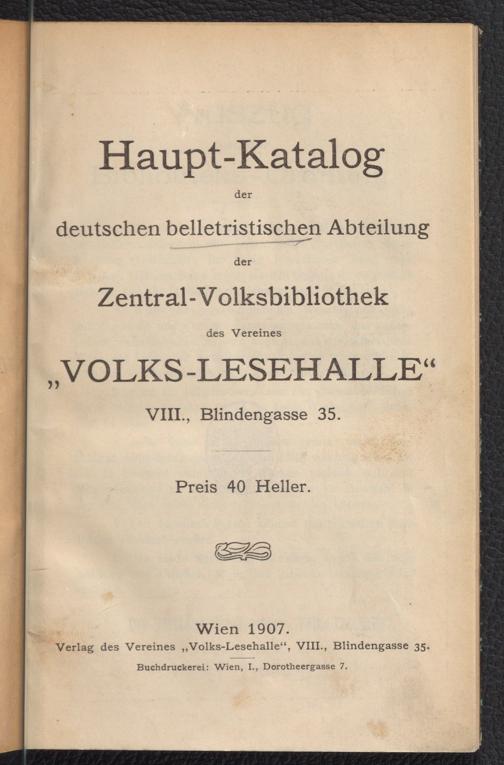 Haupt-Katalog
der
deutschen belletristischen Abteilung
der
Zentral-Volksbibliothek
des Vereines
„VOLKS-LESEHALLE“
VIII., Blindengasse 35.
Preis 40 Heller.
Wien 1907.
Verlag des Vereines „Volks-Lesehalle“, VIII., Blindengasse 35.
Buchdruckerei: Wien, I., Dorotheergasse 7.